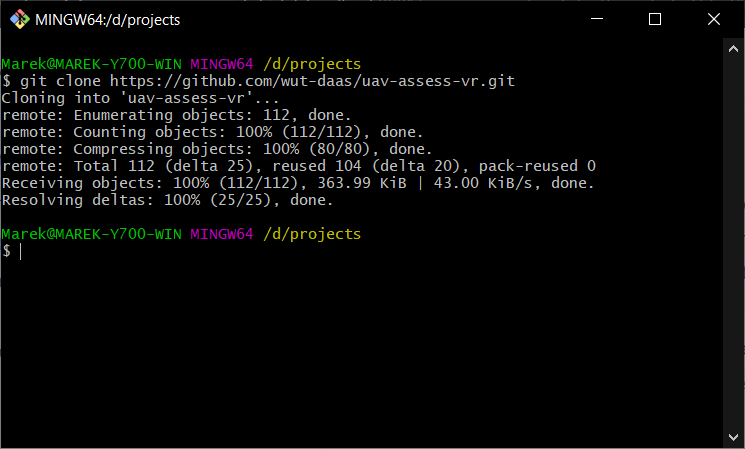 MINGW64:/d/projects
Marek@MAREK-Y700-WIN MINGW64 /d/projects
$ git clone https://github.com/wut-daas/uav-assess-vr.git
Cloning into 'uav-assess-vr'...
remote: Enumerating objects: 112, done.
remote: Counting objects: 100% (112/112), done.
remote: Compressing objects: 100% (80/80), done.
remote: Total 112 (delta 25), reused 104 (delta 20), pack-reused 0
Receiving objects: 100% (112/112), 363.99 KiB | 43.00 KiB/s, done.
Resolving deltas: 100% (25/25), done.
Marek@MAREK-Y700-WIN MINGW64 /d/projects
$